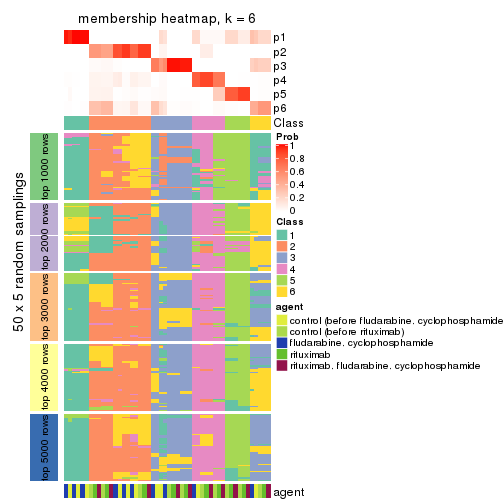 membership heatmap, k = 6
p1
p2
p3
p4
p5
p6
Class
50 x 5 random samplings
top 1000 rows
top 2000 rows
top 3000 rows
top 4000 rows
top 5000 rows
agent
Prob
1
0.8
0.6
0.4
0.2
0
Class
1
2
3
4
5
6
agent
control (before fludarabine. cyclophosphamide
control (before rituximab)
fludarabine. cyclophosphamide
rituximab
rituximab. fludarabine. cyclophosphamide